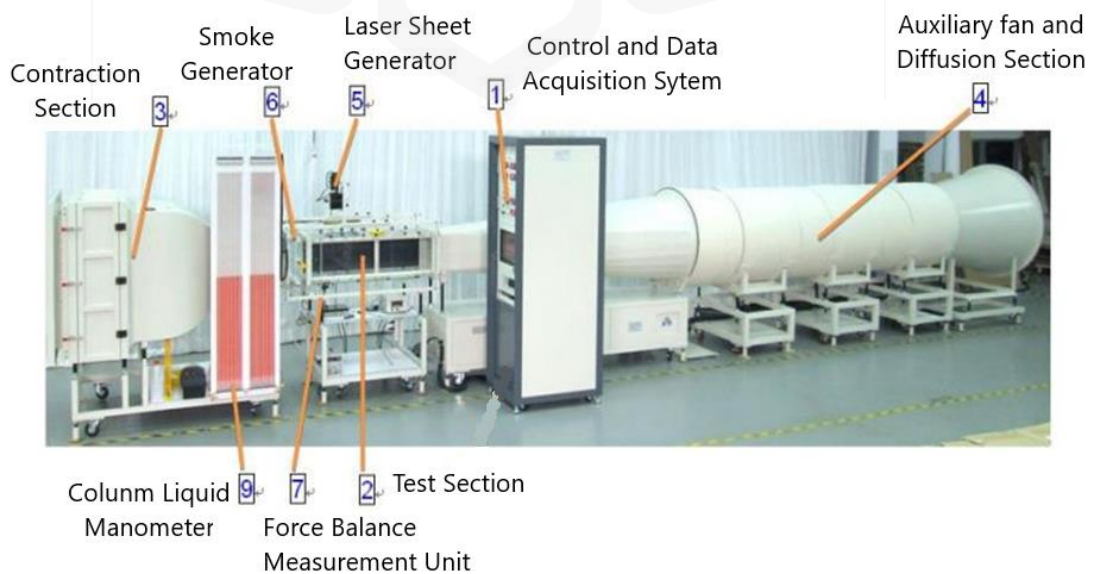 Smoke
Generator
Laser Sheet
Generator
Control and Data
Acquisition Sytem
Auxiliary fan and
Diffusion Section
Contraction
Section
3
6
5
1
4
Colunm Liquid
Manometer
9
7
2
Test Section
Force Balance
Measurement Unit